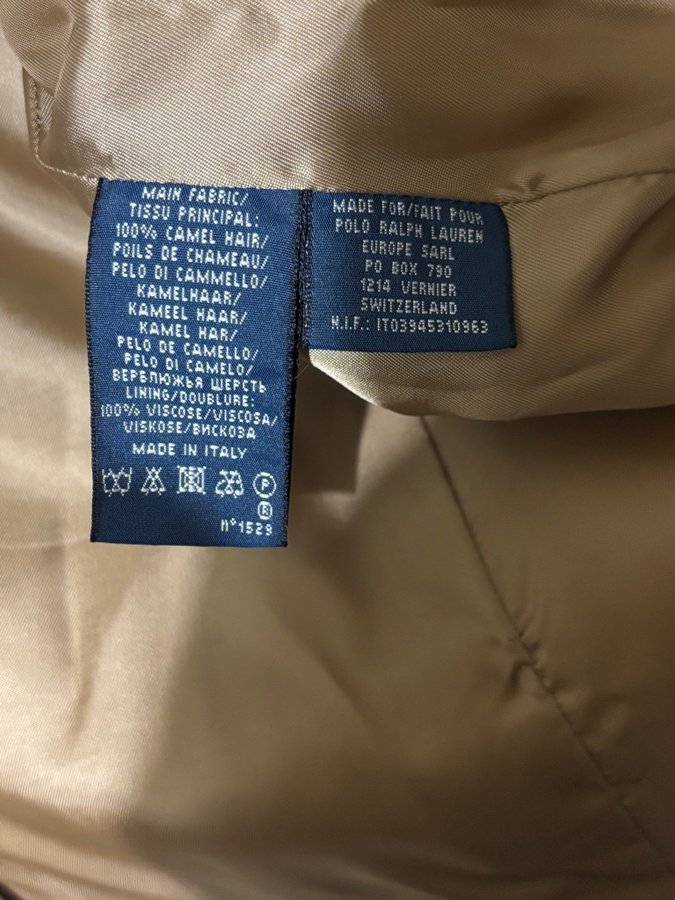 MAIN FABRIC/
TISSU PRINCIPAL:
100% CAMEL HAIR/
POILS DE CHAMEAU/
PELO DI CAMMELLO/
KAMELHAAR/
KAMEEL HAAR/
KAMEL HAR/
PELO DE CAMELLO/
PELO DI CAMELO/
ВЕРБЛЮЖЬЯ ШЕРСТЬ
LINING/DOUBLURE:
100% VISCOSE/VISCOSA/
VISKOSE/ВИСКОЗА
MADE IN ITALY
P
®
n°1529
MADE FOR/FAIT POUR
POLO RALPH LAUREN
EUROPE SARL
PO BOX 790
1214 VERNIER
SWITZERLAND
N.I.F.: IT03945310963